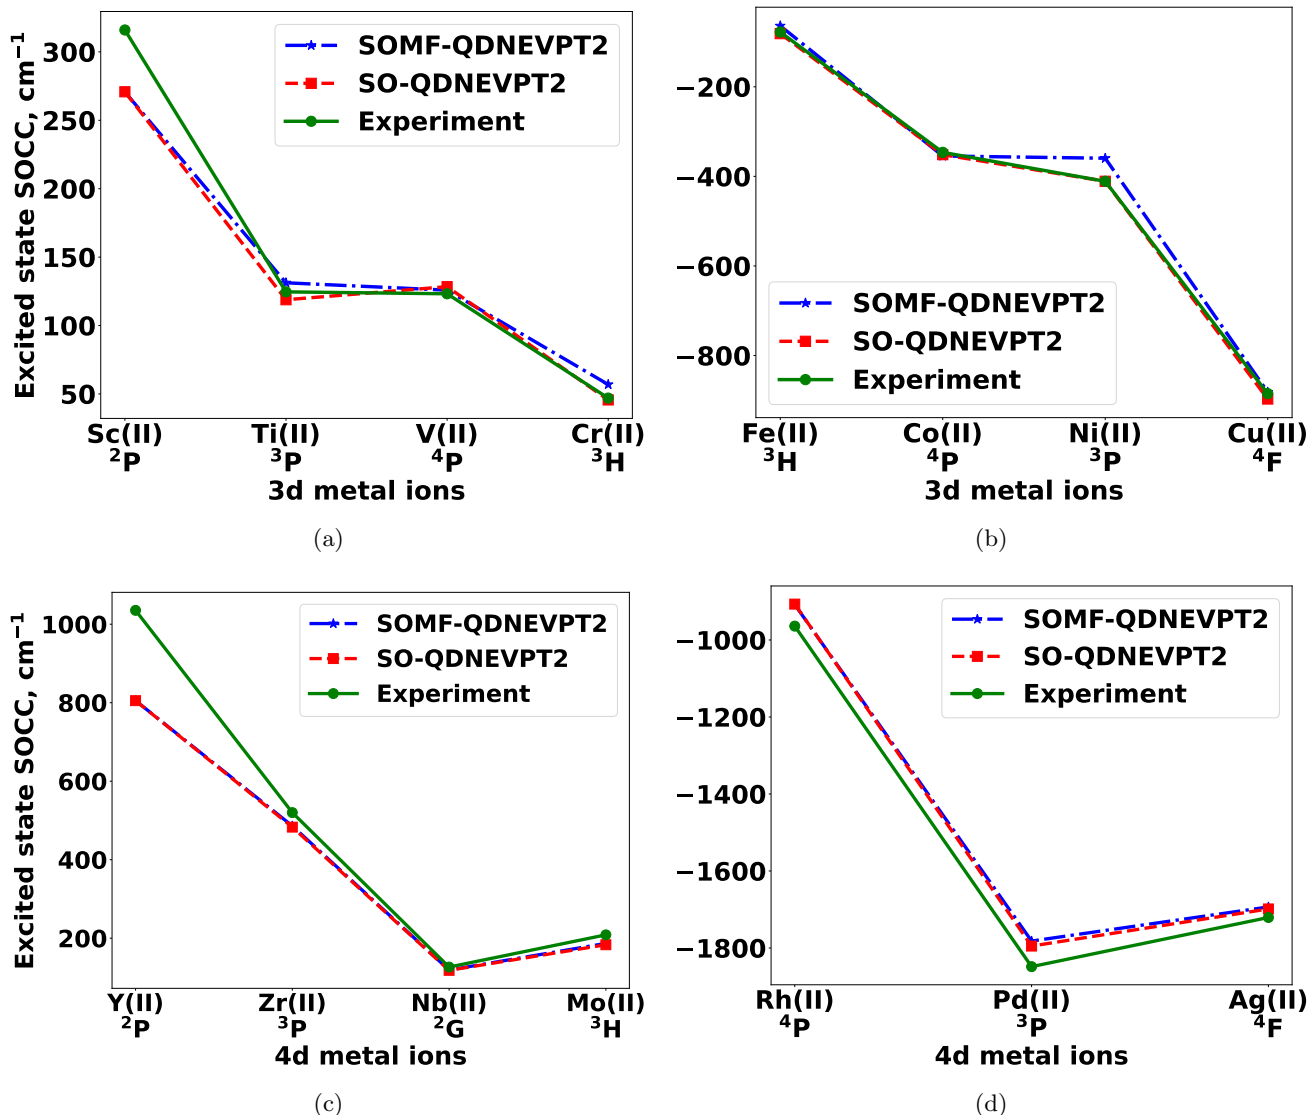 Excited state SOCC, cm⁻¹
300
250
200
150
100
50
SOMF-QDNEVPT2
SO-QDNEVPT2
Experiment
Sc(II) Ti(II) V(II) Cr(II)
²P ³P ⁴P ³H
3d metal ions
(a)
−200
−400
−600
−800
SOMF-QDNEVPT2
SO-QDNEVPT2
Experiment
Fe(II) Co(II) Ni(II) Cu(II)
³H ⁴P ³P ⁴F
3d metal ions
(b)
Excited state SOCC, cm⁻¹
1000
800
600
400
200
SOMF-QDNEVPT2
SO-QDNEVPT2
Experiment
Y(II) Zr(II) Nb(II) Mo(II)
²P ³P ²G ³H
4d metal ions
(c)
−1000
−1200
−1400
−1600
−1800
SOMF-QDNEVPT2
SO-QDNEVPT2
Experiment
Rh(II) Pd(II) Ag(II)
⁴P ³P ⁴F
4d metal ions
(d)